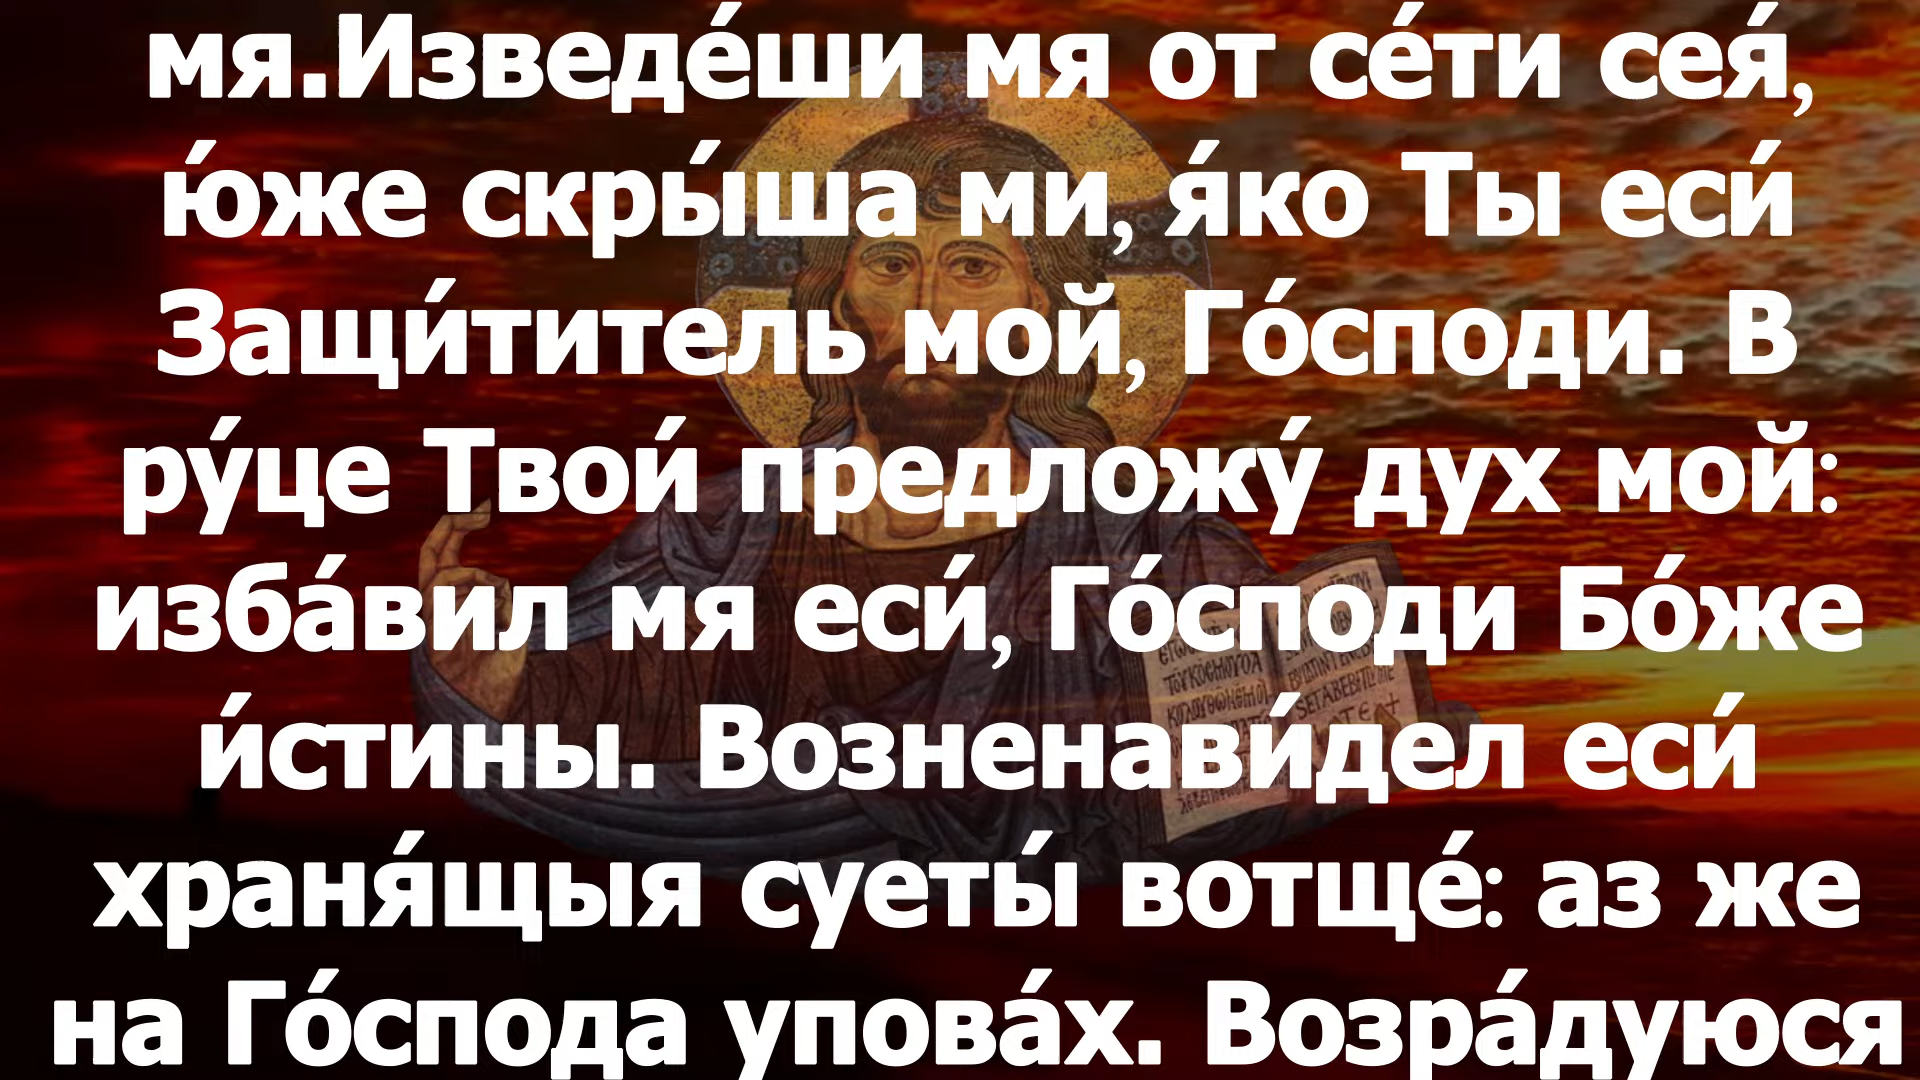 мя.Изведе́ши мя от се́ти сея́,
ю́же скры́ша ми, я́ко Ты еси́
Защи́титель мой, Го́споди. В
ру́це Твои́ предложу́ дух мой:
изба́вил мя еси́, Го́споди Бо́же
и́стины. Возненави́дел еси́
храня́щыя суеты́ вотще́: аз же
на Го́спода упова́х. Возра́дуюся